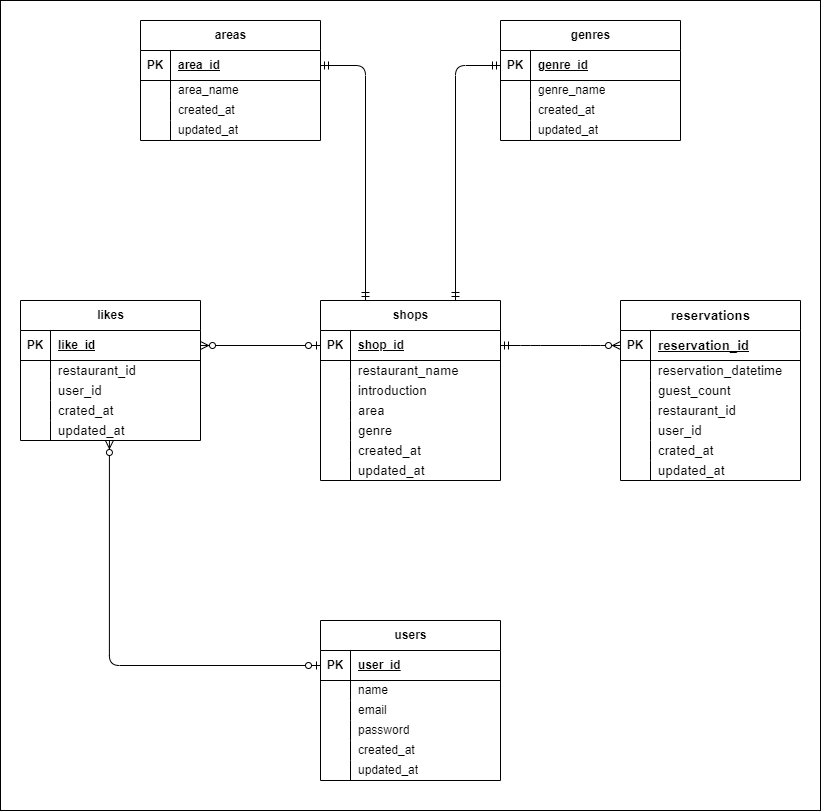 areas
PK area_id
area_name
created_at
updated_at
genres
PK genre_id
genre_name
created_at
updated_at
likes
PK like_id
restaurant_id
user_id
crated_at
updated_at
shops
PK shop_id
restaurant_name
introduction
area
genre
created_at
updated_at
reservations
PK reservation_id
reservation_datetime
guest_count
restaurant_id
user_id
crated_at
updated_at
users
PK user_id
name
email
password
created_at
updated_at